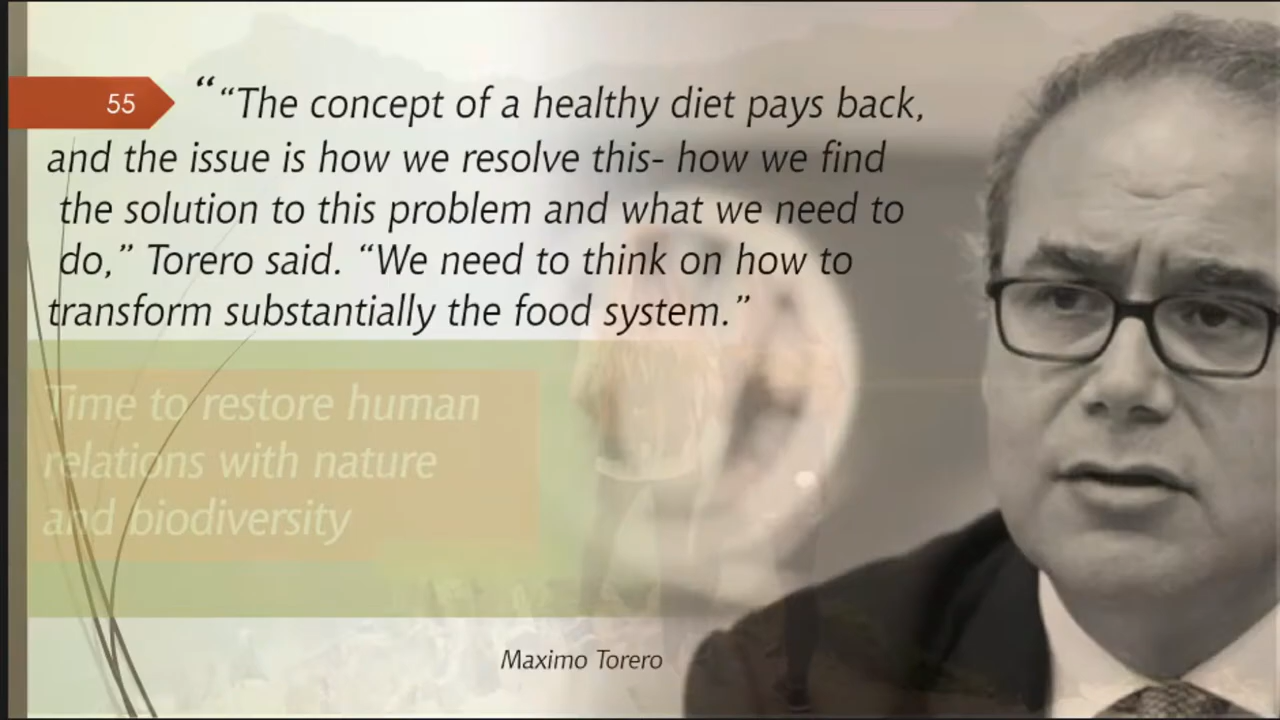 55
““The concept of a healthy diet pays back,
and the issue is how we resolve this- how we find
the solution to this problem and what we need to
do,” Torero said. “We need to think on how to
transform substantially the food system.”
Time to restore human
relations with nature
and biodiversity
Maximo Torero